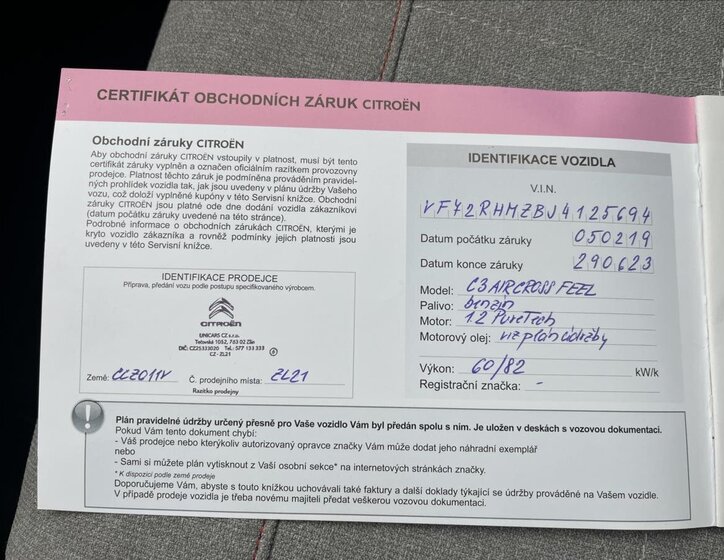 CERTIFIKÁT OBCHODNÍCH ZÁRUK CITROËN
Obchodní záruky CITROËN
Aby obchodní záruky CITROËN vstoupily v platnost, musí být tento
certifikát záruky vyplněn a označen oficiálním razítkem provozovny
prodejce. Platnost těchto záruk je podmíněna prováděním pravidel-
ných prohlídek vozidla tak, jak jsou uvedeny v plánu údržby Vašeho
vozu, což doloží vyplněné kupóny v této Servisní knížce. Obchodní
záruky CITROËN jsou platné ode dne dodání vozidla zákazníkovi
(datum počátku záruky uvedené na této stránce).
Podrobné informace o obchodních zárukách CITROËN, kterými je
kryto vozidlo zákazníka a rovněž podmínky jejich platnosti jsou
uvedeny v této Servisní knížce.
IDENTIFIKACE PRODEJCE
Příprava, předání vozu podle postupu specifikovaného výrobcem.
CITROËN
UNICARS CZ s.r.o.
Tečovská 1052, 763 02 Zlín
DIČ: CZ25333020 Tel.: 577 133 333
CZ - ZL21
Země: CCZ011V Č. prodejního místa: ZL21
Razítko prodejny
IDENTIFIKACE VOZIDLA
V.I.N.
VF72RHMZBJ4125694
Datum počátku záruky 050219
Datum konce záruky 290623
Model: C3 AIRCROSS FEEL
Palivo: benzin
Motor: 1.2 PureTech
Motorový olej: viz plán údržby
Výkon: 60/82 kW/k
Registrační značka: -
Plán pravidelné údržby určený přesně pro Vaše vozidlo Vám byl předán spolu s ním. Je uložen v deskách s vozovou dokumentací.
Pokud Vám tento dokument chybí:
- Váš prodejce nebo kterýkoliv autorizovaný opravce značky Vám může dodat jeho náhradní exemplář
nebo
- Sami si můžete plán vytisknout z Vaší osobní sekce* na internetových stránkách značky.
* K dispozici podle země prodeje
Doporučujeme Vám, abyste s touto knížkou uchovávali také faktury a další doklady týkající se údržby prováděné na Vašem vozidle.
V případě prodeje vozidla je třeba novému majiteli předat veškerou vozovou dokumentaci.